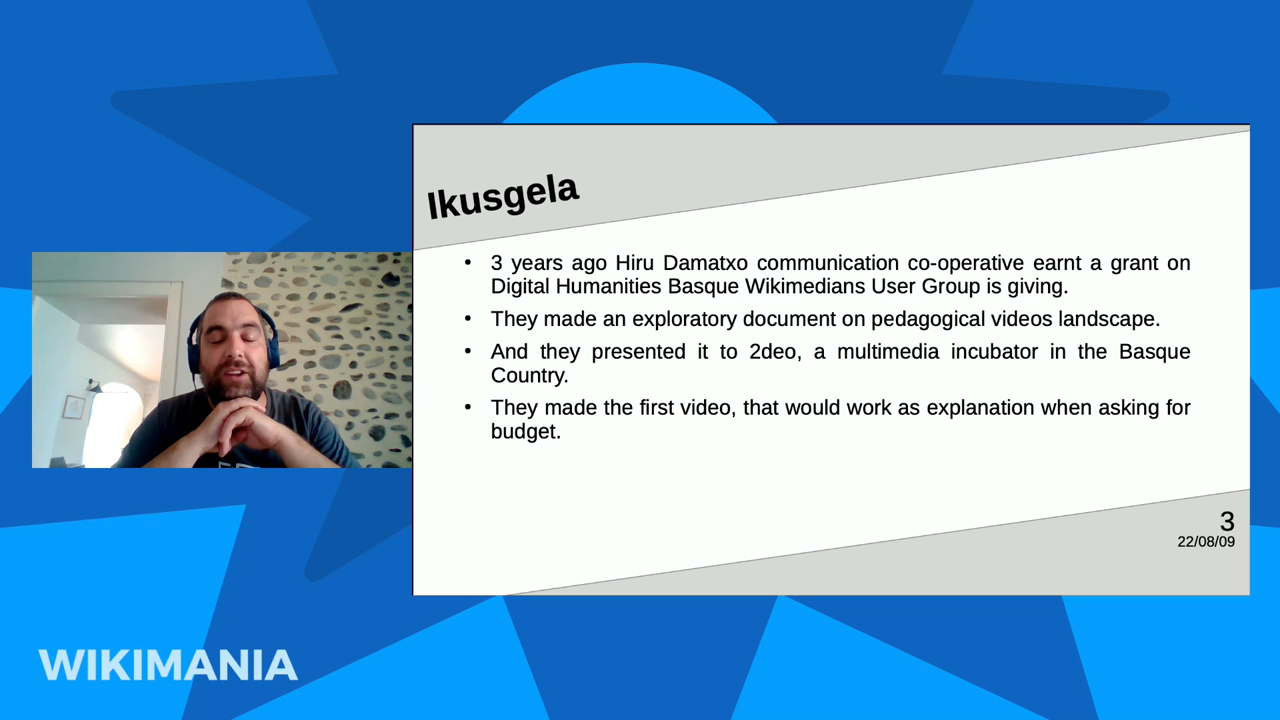 Ikusgela
• 3 years ago Hiru Damatxo communication co-operative earnt a grant on
Digital Humanities Basque Wikimedians User Group is giving.
• They made an exploratory document on pedagogical videos landscape.
• And they presented it to 2deo, a multimedia incubator in the Basque
Country.
• They made the first video, that would work as explanation when asking for
budget.
3
22/08/09
WIKIMANIA